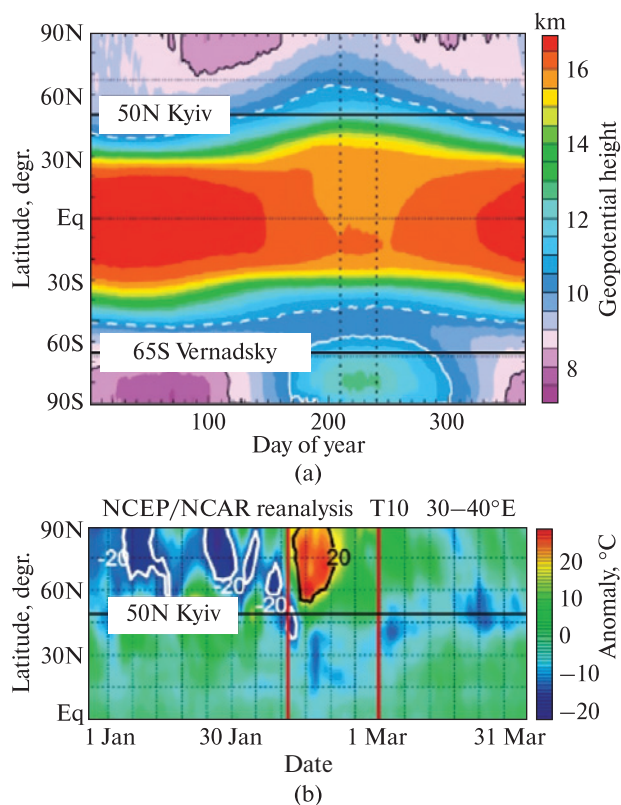 km
90N
60N
30N
Eq
30S
60S
90S
Latitude, degr.
50N Kyiv
65S Vernadsky
16
14
12
10
8
Geopotential height
100
200
300
Day of year
(a)
NCEP/NCAR reanalysis T10 30–40°E
90N
60N
30N
Eq
Latitude, degr.
-20
-20
-20
20
50N Kyiv
20
10
0
−10
−20
Anomaly, °C
1 Jan
30 Jan
1 Mar
31 Mar
Date
(b)